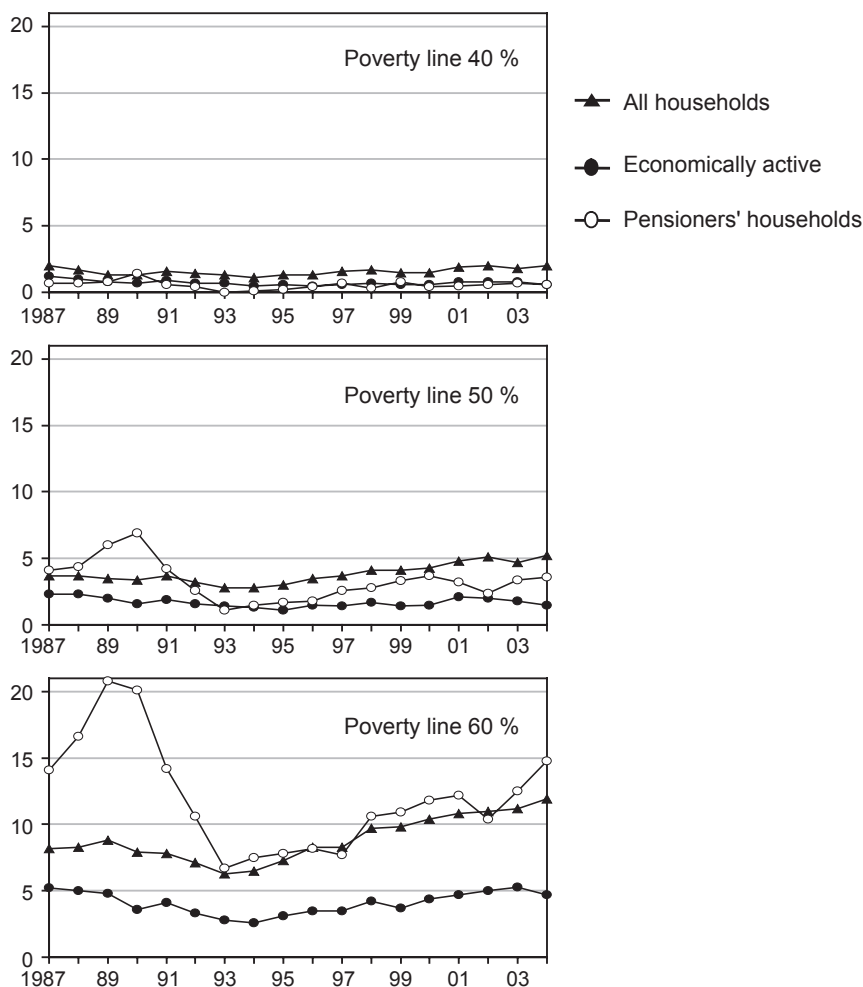 20
Poverty line 40 %
15
10
5
0
1987 89 91 93 95 97 99 01 03
All households
Economically active
Pensioners' households
20
Poverty line 50 %
15
10
5
0
1987 89 91 93 95 97 99 01 03
20
Poverty line 60 %
15
10
5
0
1987 89 91 93 95 97 99 01 03